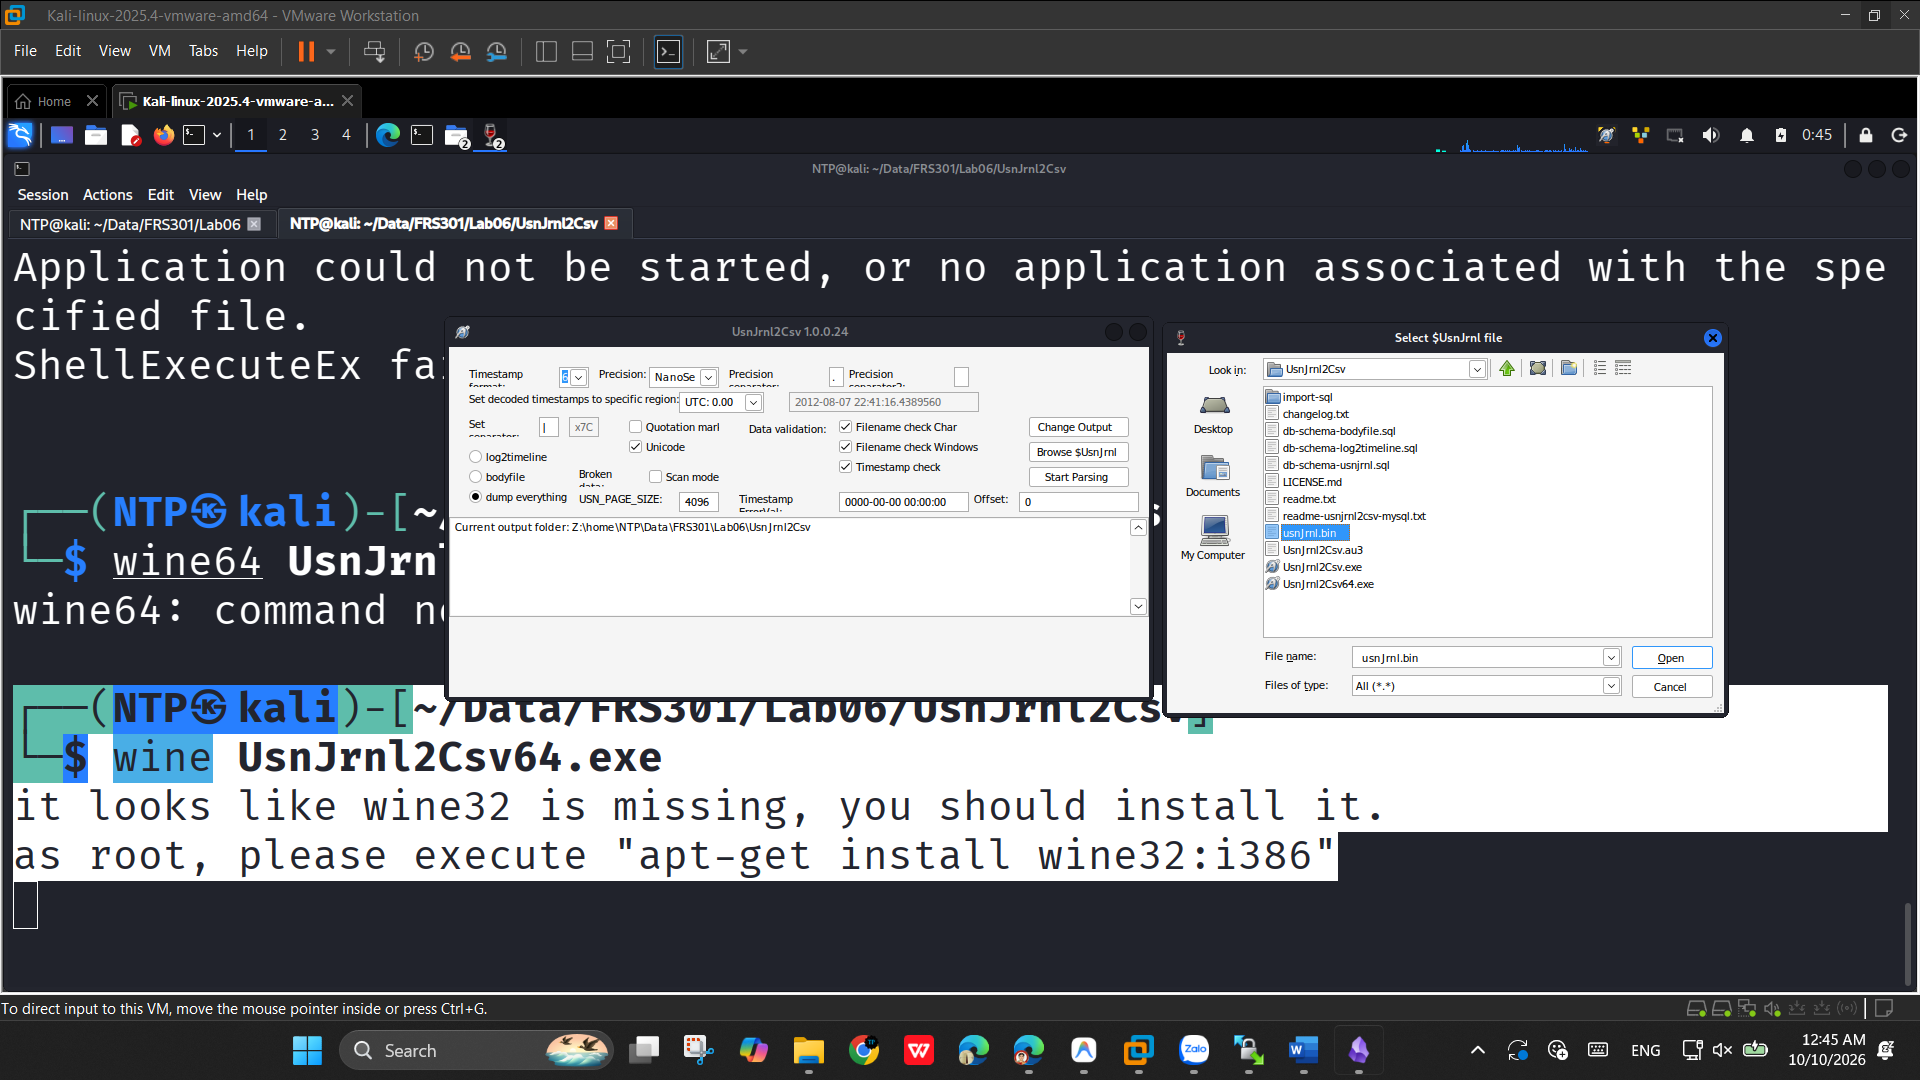 Kali-linux-2025.4-vmware-amd64 - VMware Workstation
File Edit View VM Tabs Help
Home
Kali-linux-2025.4-vmware-a...
1 2 3 4
2
2
0:45
NTP@kali: ~/Data/FRS301/Lab06/UsnJrnl2Csv
Session Actions Edit View Help
NTP@kali: ~/Data/FRS301/Lab06
NTP@kali: ~/Data/FRS301/Lab06/UsnJrnl2Csv
Application could not be started, or no application associated with the spe
cified file.
ShellExecuteEx fai
┌──(NTP㉿kali)-[~/
└─$ wine64 UsnJrnl
wine64: command no
┌──(NTP㉿kali)-[~/Data/FRS301/Lab06/UsnJrnl2Csv]
└─$ wine UsnJrnl2Csv64.exe
it looks like wine32 is missing, you should install it.
as root, please execute "apt-get install wine32:i386"
UsnJrnl2Csv 1.0.0.24
Timestamp format: 6
Precision: NanoSe
Precision separator: .
Precision separator2:
Set decoded timestamps to specific region: UTC: 0.00
2012-08-07 22:41:16.4389560
Set separator: | x7C
Quotation marl
Unicode
Data validation:
Filename check Char
Filename check Windows
Timestamp check
Change Output
Browse $UsnJrnl
Start Parsing
log2timeline
bodyfile
dump everything
Broken data:
Scan mode
USN_PAGE_SIZE: 4096
Timestamp ErrorVal: 0000-00-00 00:00:00
Offset: 0
Current output folder: Z:\home\NTP\Data\FRS301\Lab06\UsnJrnl2Csv
Select $UsnJrnl file
Look in: UsnJrnl2Csv
Desktop
Documents
My Computer
import-sql
changelog.txt
db-schema-bodyfile.sql
db-schema-log2timeline.sql
db-schema-usnjrnl.sql
LICENSE.md
readme.txt
readme-usnjrnl2csv-mysql.txt
usnJrnl.bin
UsnJrnl2Csv.au3
UsnJrnl2Csv.exe
UsnJrnl2Csv64.exe
File name: usnJrnl.bin
Open
Files of type: All (*.*)
Cancel
To direct input to this VM, move the mouse pointer inside or press Ctrl+G.
Search
Zalo
ENG
12:45 AM
10/10/2026